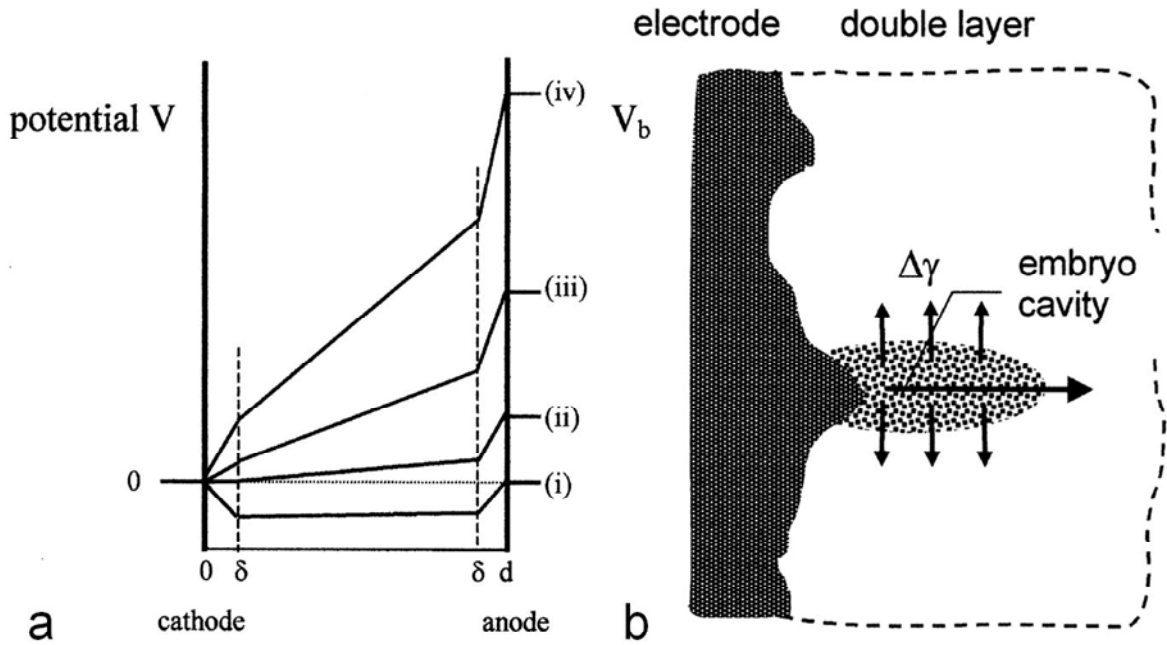 electrode double layer
potential V
(iv)
(iii)
(ii)
(i)
0
0 δ δ d
cathode anode
a
V_b
Δγ
embryo
cavity
b